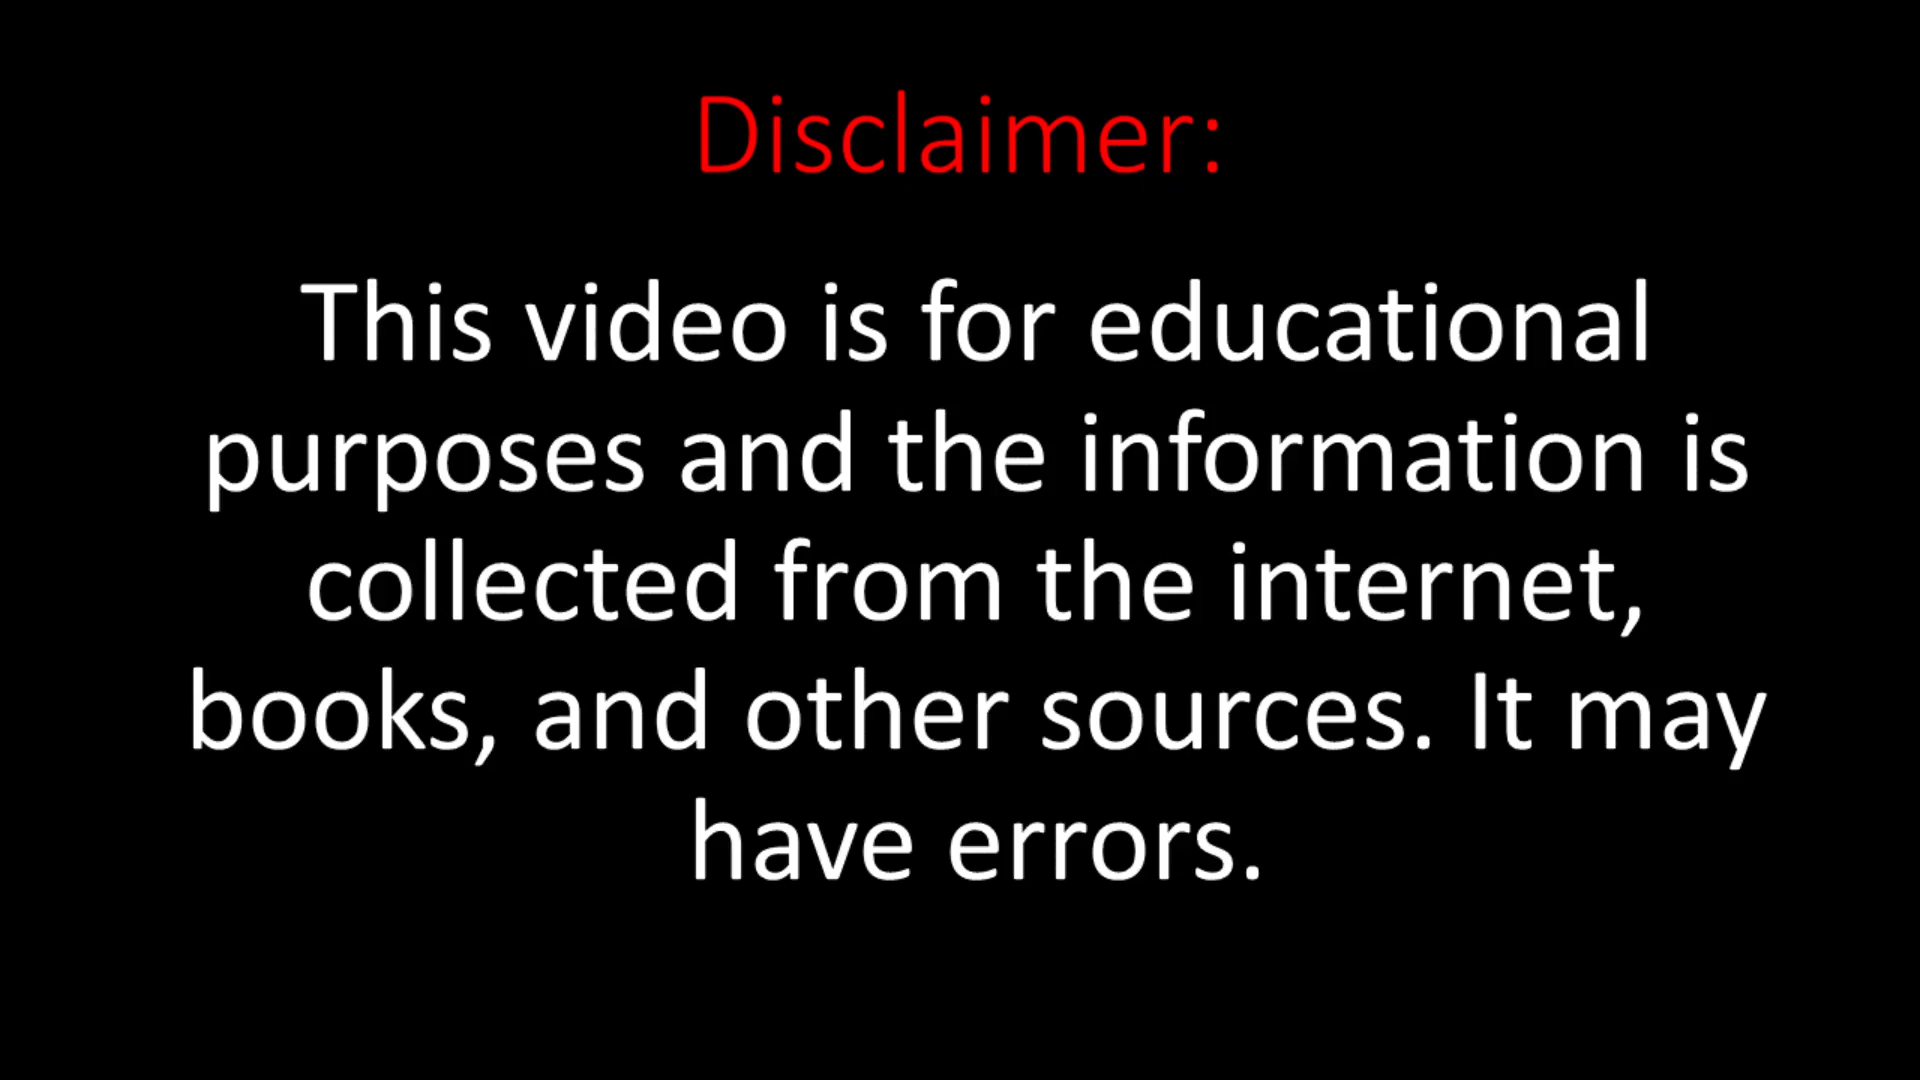 Disclaimer:
This video is for educational
purposes and the information is
collected from the internet,
books, and other sources. It may
have errors.